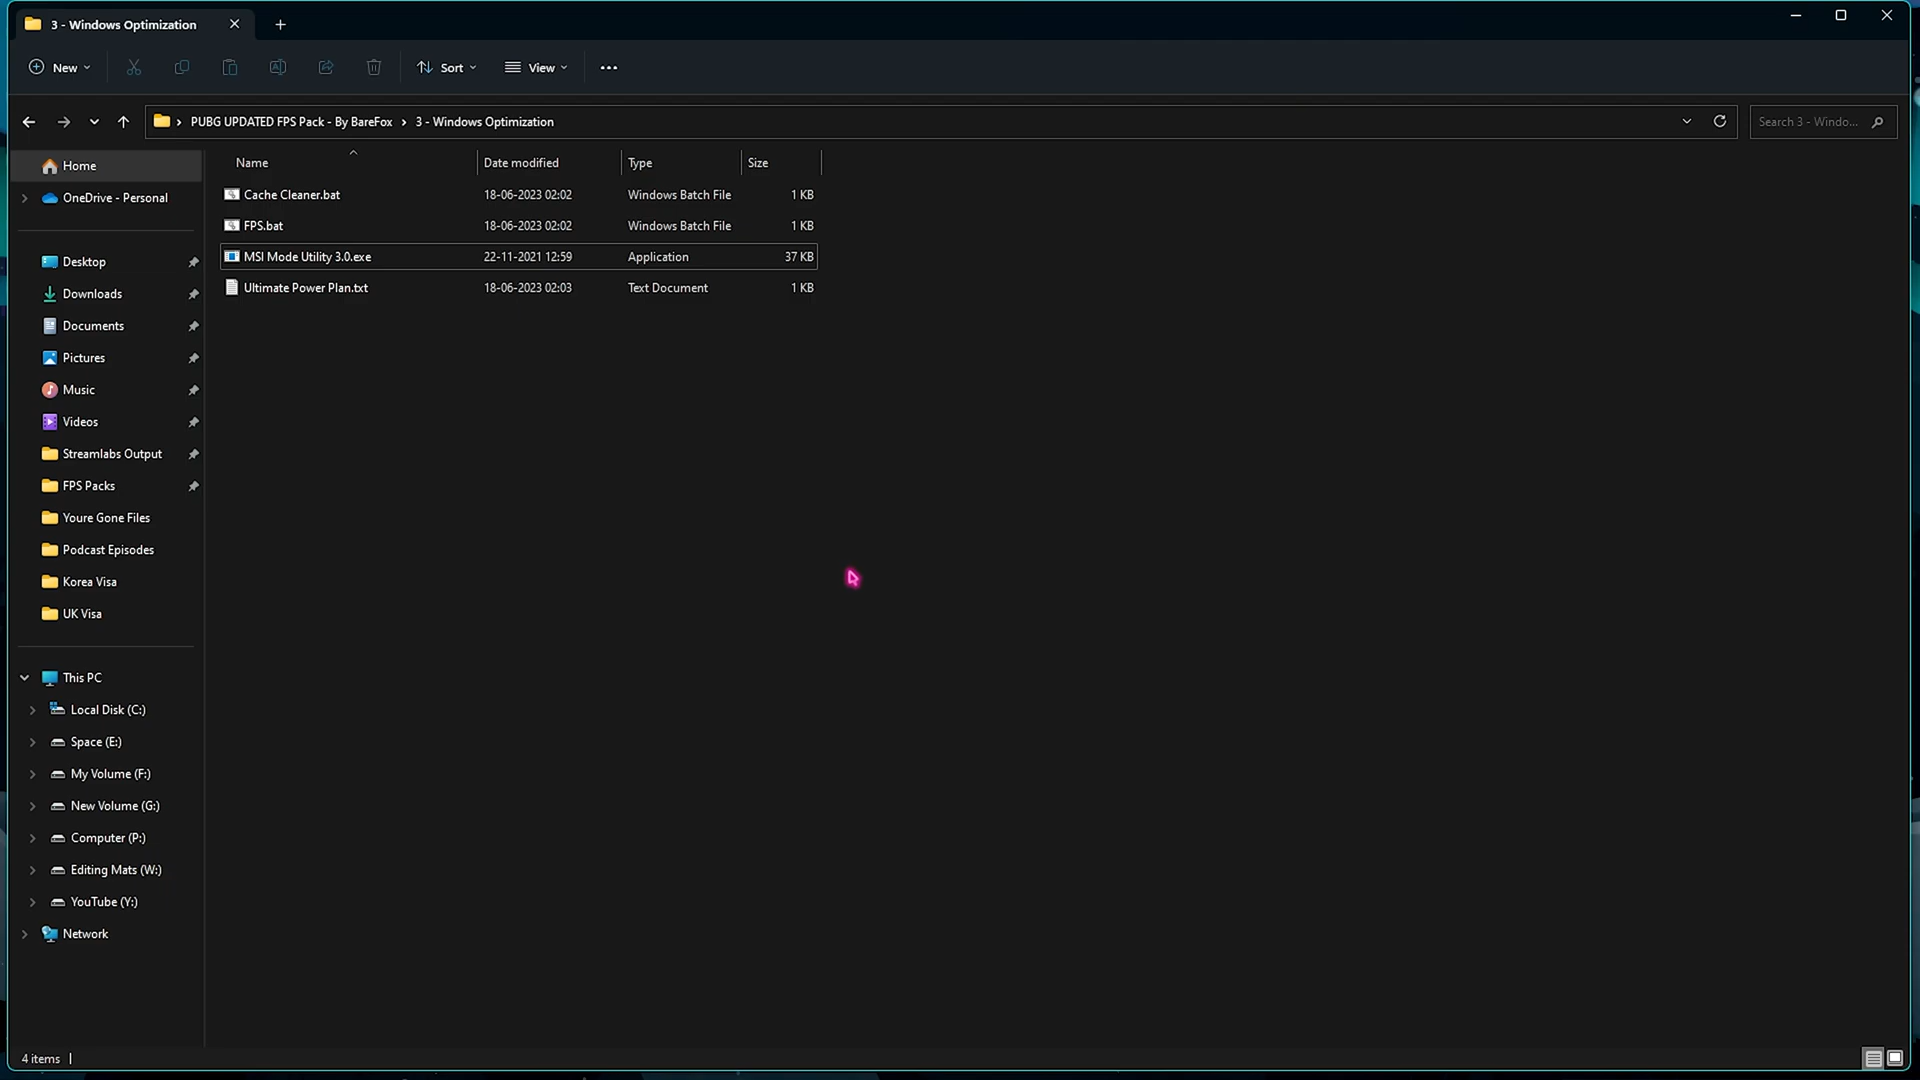 3 - Windows Optimization
New
Sort
View
PUBG UPDATED FPS Pack - By BareFox > 3 - Windows Optimization
Search 3 - Windo...
Name Date modified Type Size
Cache Cleaner.bat 18-06-2023 02:02 Windows Batch File 1 KB
FPS.bat 18-06-2023 02:02 Windows Batch File 1 KB
MSI Mode Utility 3.0.exe 22-11-2021 12:59 Application 37 KB
Ultimate Power Plan.txt 18-06-2023 02:03 Text Document 1 KB
Home
OneDrive - Personal
Desktop
Downloads
Documents
Pictures
Music
Videos
Streamlabs Output
FPS Packs
Youre Gone Files
Podcast Episodes
Korea Visa
UK Visa
This PC
Local Disk (C:)
Space (E:)
My Volume (F:)
New Volume (G:)
Computer (P:)
Editing Mats (W:)
YouTube (Y:)
Network
4 items